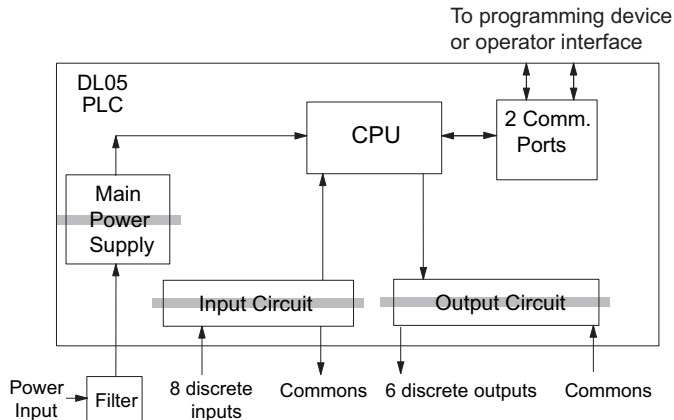 To programming device
or operator interface
DL05
PLC
CPU
2 Comm.
Ports
Main
Power
Supply
Input Circuit
Output Circuit
Power
Input
Filter
8 discrete
inputs
Commons
6 discrete outputs
Commons